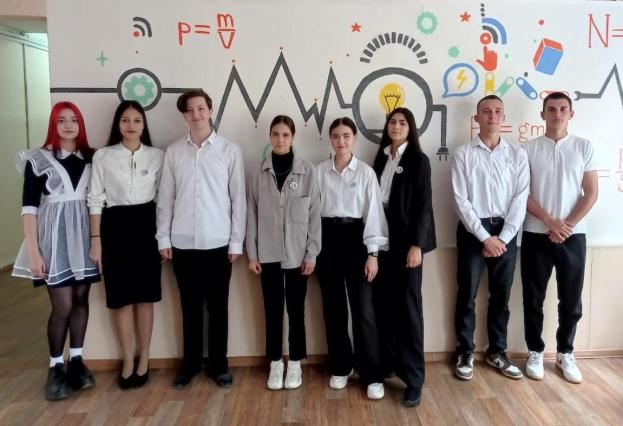 p = m
V
N =
= gm